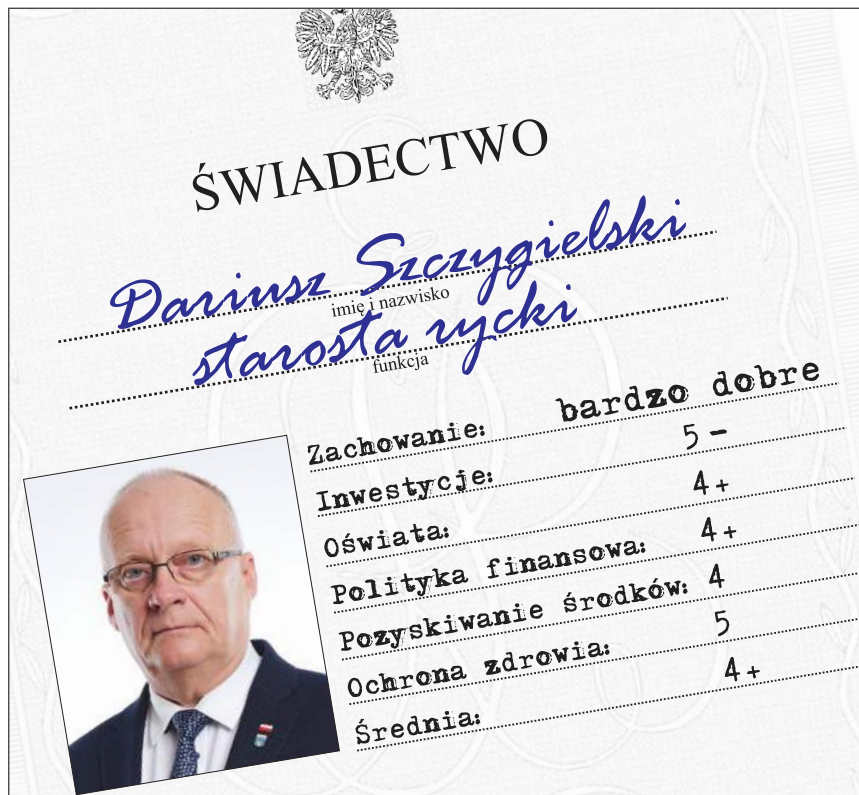 ŚWIADECTWO
Dariusz Szczygielski
imię i nazwisko
starosta rycki
funkcja
Zachowanie: bardzo dobre
Inwestycje: 5 -
Oświata: 4+
Polityka finansowa: 4+
Pozyskiwanie środków: 4
Ochrona zdrowia: 5
Średnia: 4+